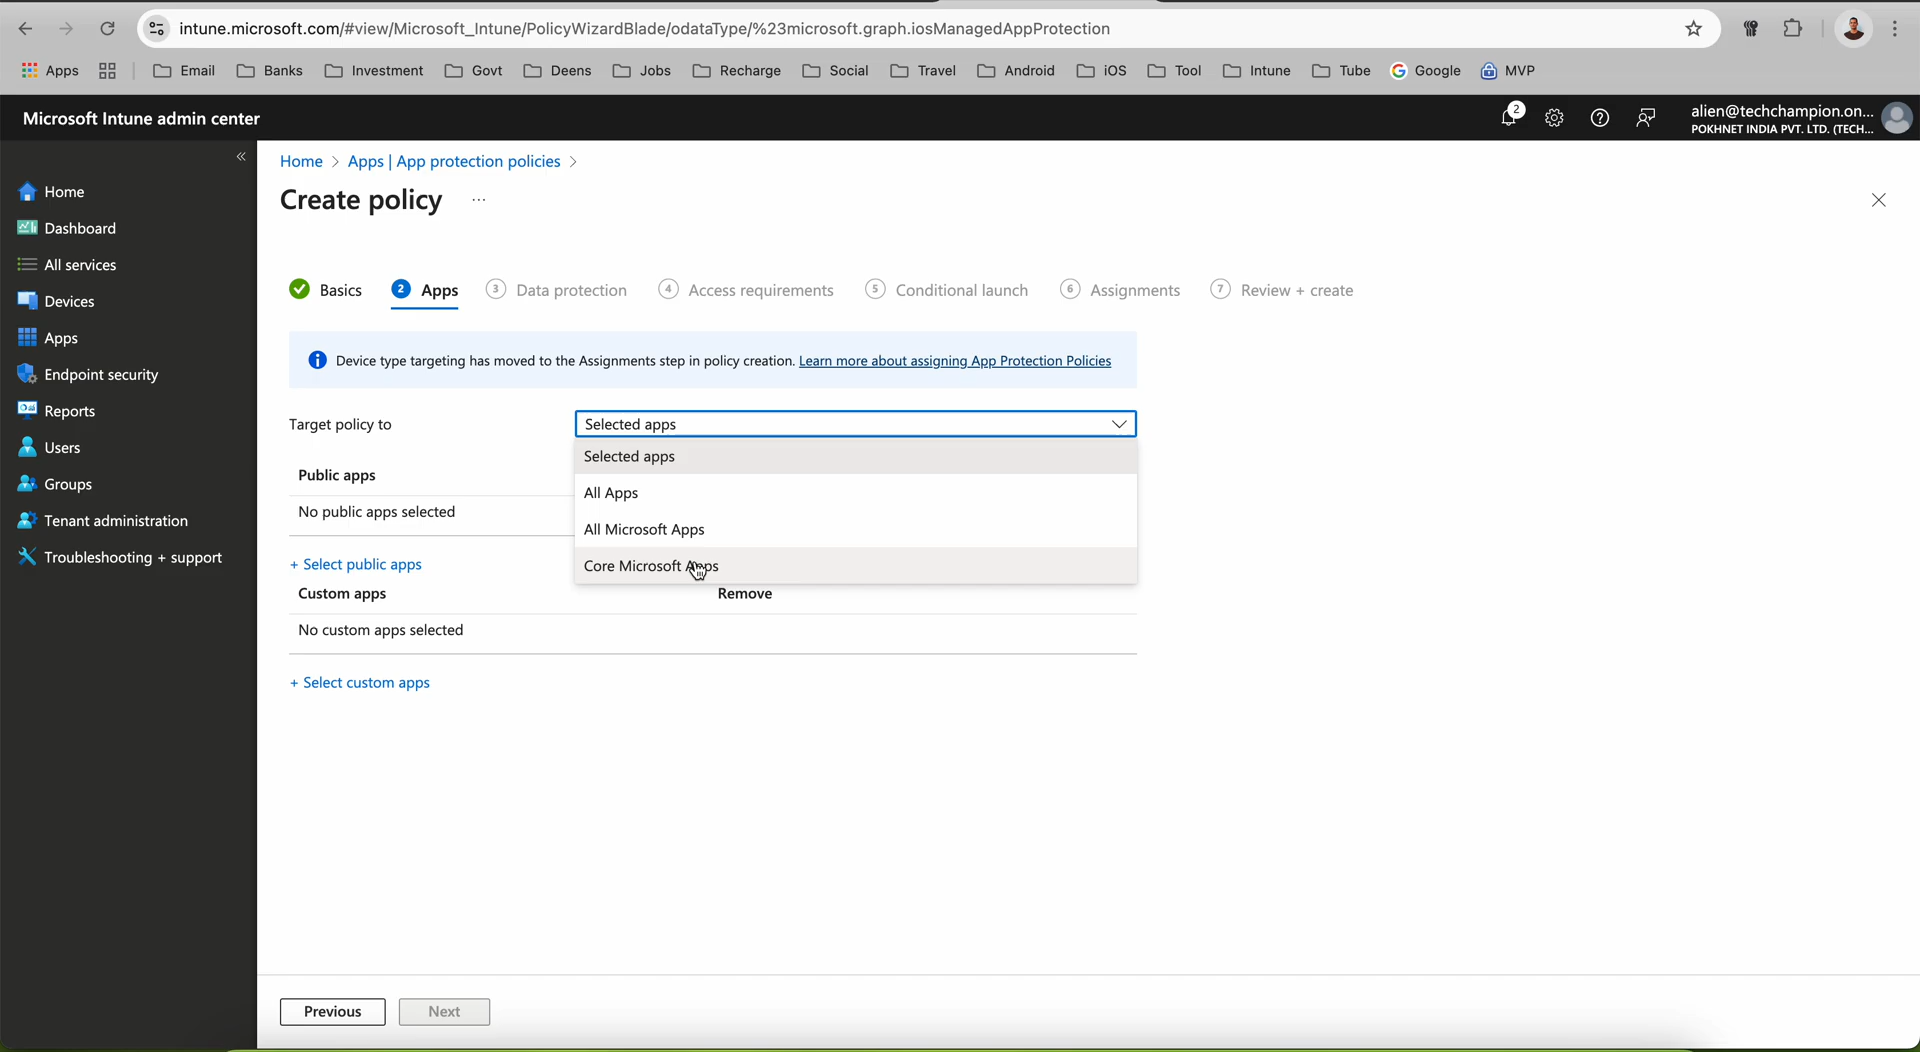 intune.microsoft.com/#view/Microsoft_Intune/PolicyWizardBlade/odataType/%23microsoft.graph.iosManagedAppProtection
Apps Email Banks Investment Govt Deens Jobs Recharge Social Travel Android iOS Tool Intune Tube Google MVP
Microsoft Intune admin center
2
alien@techchampion.on...
POKHNET INDIA PVT. LTD. (TECH...
Home
Dashboard
All services
Devices
Apps
Endpoint security
Reports
Users
Groups
Tenant administration
Troubleshooting + support
Home > Apps | App protection policies >
Create policy ...
Basics 2 Apps 3 Data protection 4 Access requirements 5 Conditional launch 6 Assignments 7 Review + create
Device type targeting has moved to the Assignments step in policy creation. Learn more about assigning App Protection Policies
Target policy to
Selected apps
Selected apps
All Apps
All Microsoft Apps
Core Microsoft Apps
Public apps
No public apps selected
+ Select public apps
Custom apps Remove
No custom apps selected
+ Select custom apps
Previous Next